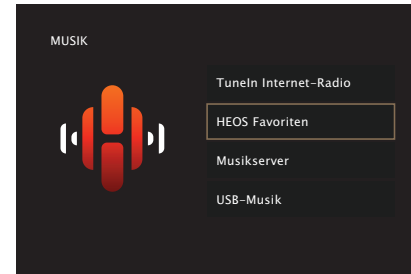 MUSIK
TuneIn Internet-Radio
HEOS Favoriten
Musikserver
USB-Musik